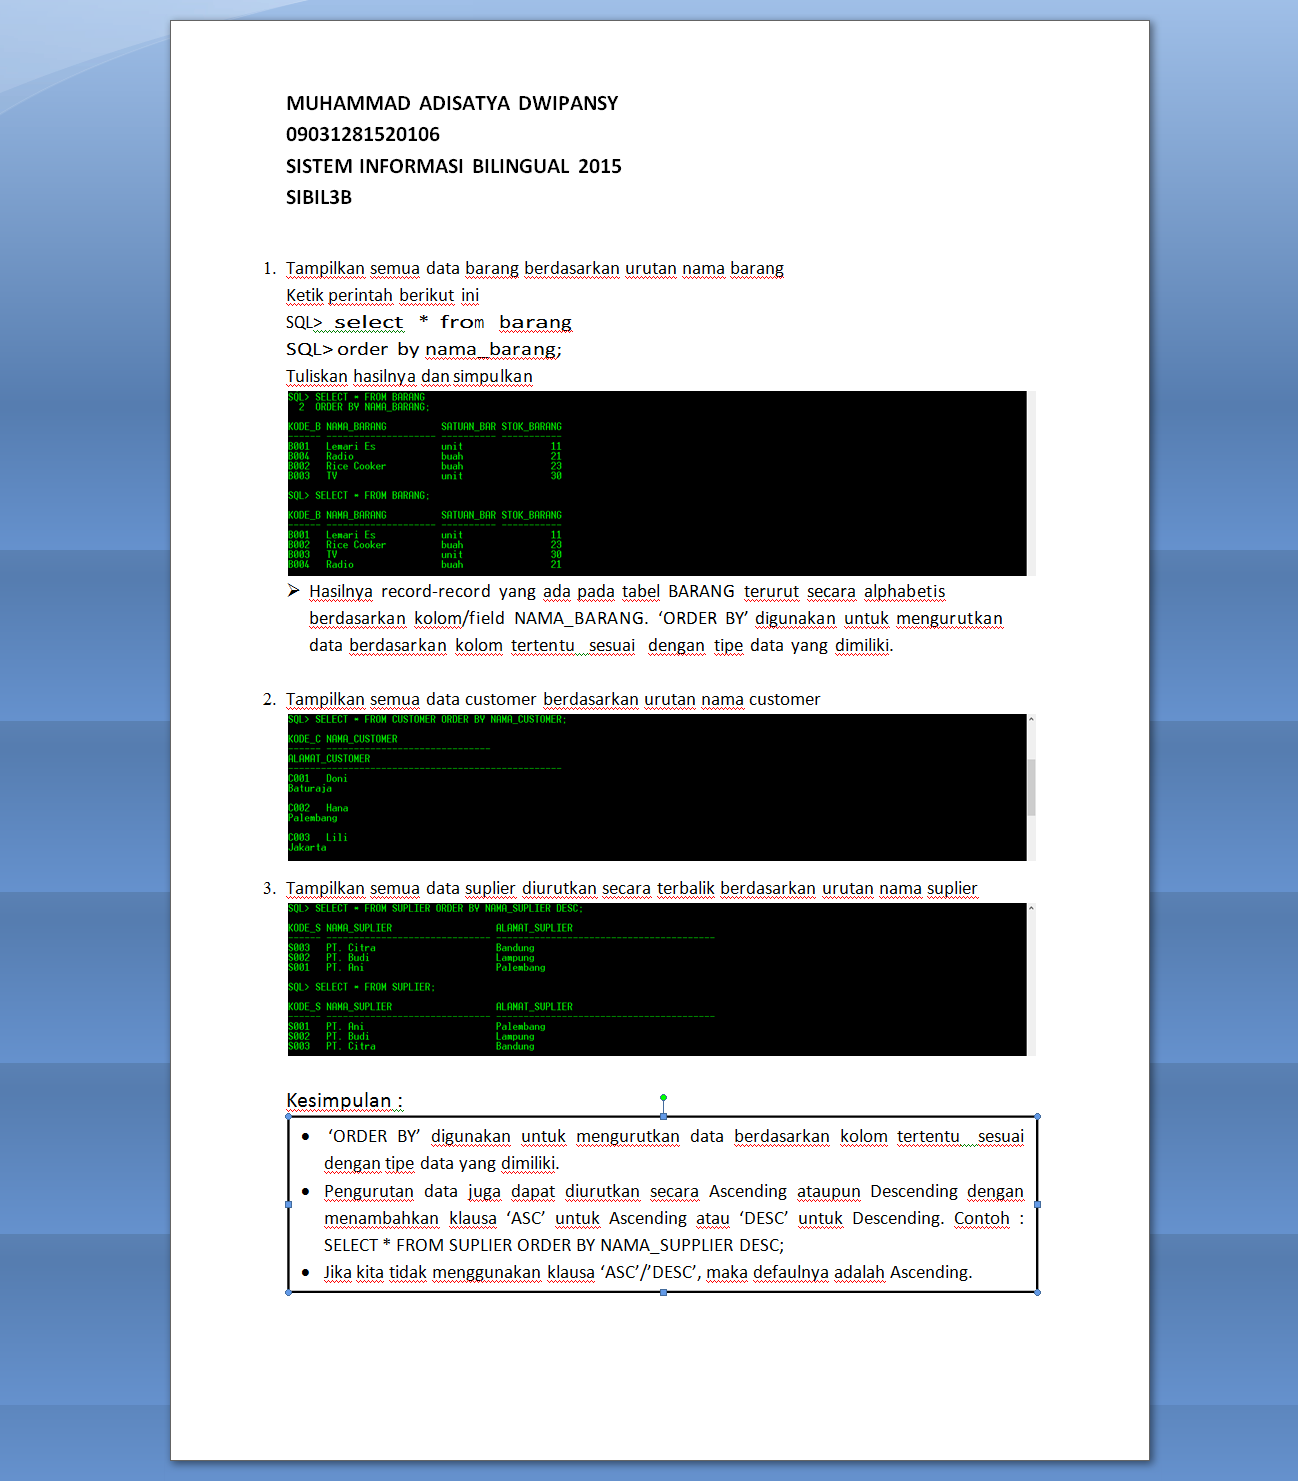 MUHAMMAD ADISATYA DWIPANSY
09031281520106
SISTEM INFORMASI BILINGUAL 2015
SIBIL3B
1. Tampilkan semua data barang berdasarkan urutan nama barang
Ketik perintah berikut ini
SQL> select * from barang
SQL> order by nama_barang;
Tuliskan hasilnya dan simpulkan
SQL> SELECT * FROM BARANG
2 ORDER BY NAMA_BARANG;
KODE_B NAMA_BARANG SATUAN_BAR STOK_BARANG
------ -------------------- ---------- -----------
B001 Lemari Es unit 11
B004 Radio buah 21
B002 Rice Cooker buah 23
B003 TV unit 30
SQL> SELECT * FROM BARANG;
KODE_B NAMA_BARANG SATUAN_BAR STOK_BARANG
------ -------------------- ---------- -----------
B001 Lemari Es unit 11
B002 Rice Cooker buah 23
B003 TV unit 30
B004 Radio buah 21
➢ Hasilnya record-record yang ada pada tabel BARANG terurut secara alphabetis
berdasarkan kolom/field NAMA_BARANG. ‘ORDER BY’ digunakan untuk mengurutkan
data berdasarkan kolom tertentu sesuai dengan tipe data yang dimiliki.
2. Tampilkan semua data customer berdasarkan urutan nama customer
SQL> SELECT * FROM CUSTOMER ORDER BY NAMA_CUSTOMER;
KODE_C NAMA_CUSTOMER
------ ------------------------------
ALAMAT_CUSTOMER
--------------------------------------------------
C001 Doni
Baturaja
C002 Hana
Palembang
C003 Lili
Jakarta
3. Tampilkan semua data suplier diurutkan secara terbalik berdasarkan urutan nama suplier
SQL> SELECT * FROM SUPLIER ORDER BY NAMA_SUPLIER DESC;
KODE_S NAMA_SUPLIER ALAMAT_SUPLIER
------ ------------------------------ ----------------------------------------
S003 PT. Citra Bandung
S002 PT. Budi Lampung
S001 PT. Ani Palembang
SQL> SELECT * FROM SUPLIER;
KODE_S NAMA_SUPLIER ALAMAT_SUPLIER
------ ------------------------------ ----------------------------------------
S001 PT. Ani Palembang
S002 PT. Budi Lampung
S003 PT. Citra Bandung
Kesimpulan :
• ‘ORDER BY’ digunakan untuk mengurutkan data berdasarkan kolom tertentu sesuai
dengan tipe data yang dimiliki.
• Pengurutan data juga dapat diurutkan secara Ascending ataupun Descending dengan
menambahkan klausa ‘ASC’ untuk Ascending atau ‘DESC’ untuk Descending. Contoh :
SELECT * FROM SUPLIER ORDER BY NAMA_SUPPLIER DESC;
• Jika kita tidak menggunakan klausa ‘ASC’/’DESC’, maka defaulnya adalah Ascending.